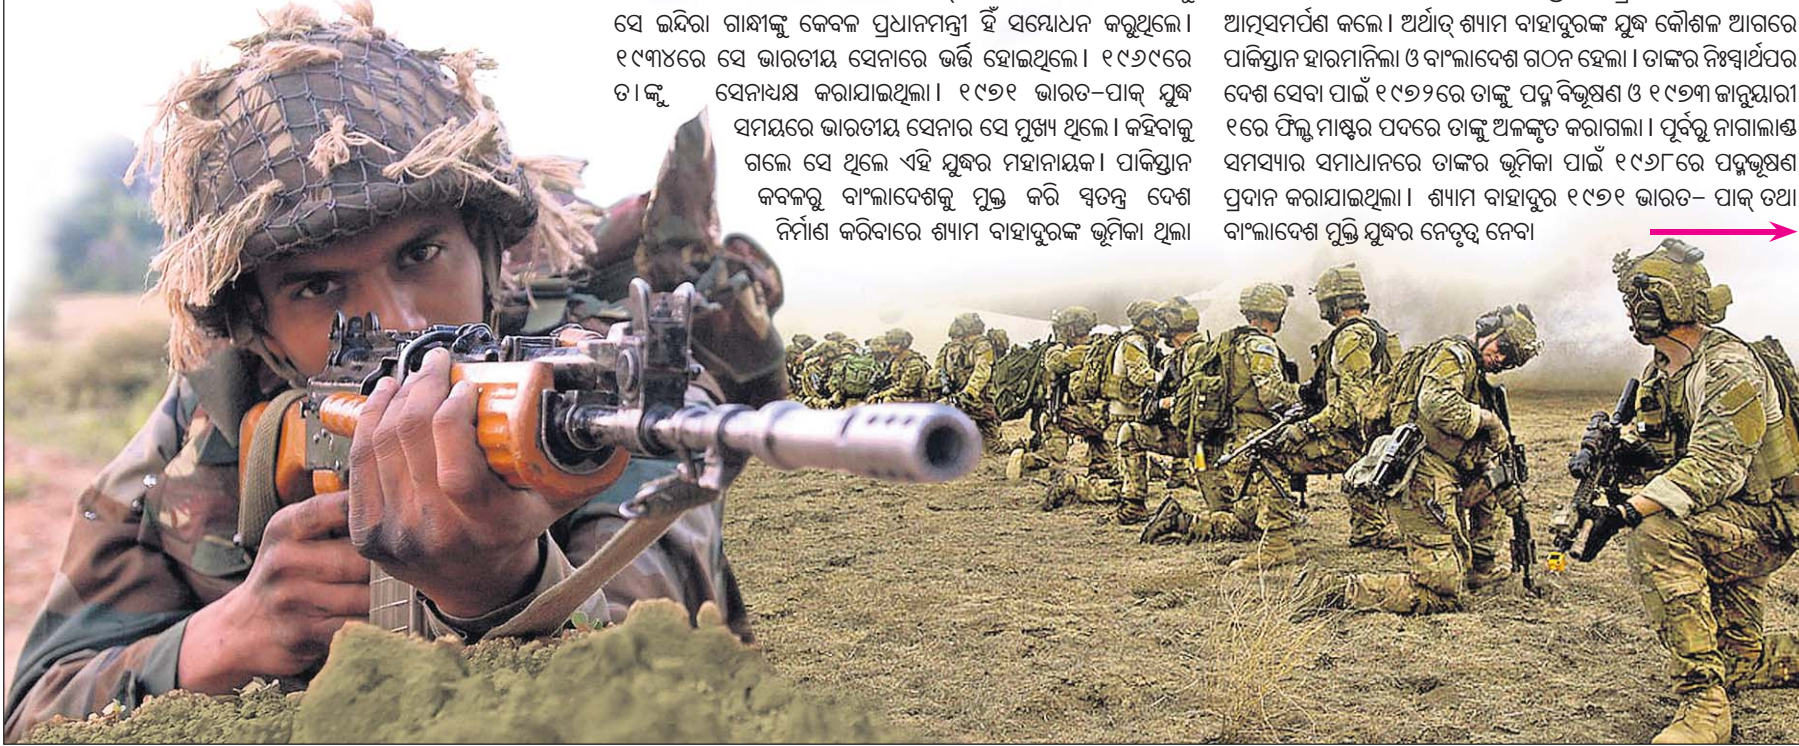 ସେ ଇନ୍ଦିରା ଗାନ୍ଧୀଙ୍କୁ କେବଳ ପ୍ରଧାନମନ୍ତ୍ରୀ ହିଁ ସମ୍ବୋଧନ କରୁଥିଲେ।
୧୯୩୪ରେ ସେ ଭାରତୀୟ ସେନାରେ ଭର୍ତ୍ତି ହୋଇଥିଲେ। ୧୯୬୯ରେ
ତାଙ୍କୁ ସେନାଧ୍ୟକ୍ଷ କରାଯାଇଥିଲା। ୧୯୭୧ ଭାରତ-ପାକ୍ ଯୁଦ୍ଧ
ସମୟରେ ଭାରତୀୟ ସେନାର ସେ ମୁଖ୍ୟ ଥିଲେ। କହିବାକୁ
ଗଲେ ସେ ଥିଲେ ଏହି ଯୁଦ୍ଧର ମହାନାୟକ। ପାକିସ୍ତାନ
କବଳରୁ ବାଂଲାଦେଶକୁ ମୁକ୍ତ କରି ସ୍ୱତନ୍ତ୍ର ଦେଶ
ନିର୍ମାଣ କରିବାରେ ଶ୍ୟାମ ବାହାଦୁରଙ୍କ ଭୂମିକା ଥିଲା
ଆତ୍ମସମର୍ପଣ କଲେ। ଅର୍ଥାତ୍ ଶ୍ୟାମ ବାହାଦୁରଙ୍କ ଯୁଦ୍ଧ କୌଶଳ ଆଗରେ
ପାକିସ୍ତାନ ହାରମାନିଲା ଓ ବାଂଲାଦେଶ ଗଠନ ହେଲା। ତାଙ୍କର ନିଃସ୍ୱାର୍ଥପର
ଦେଶ ସେବା ପାଇଁ ୧୯୭୨ରେ ତାଙ୍କୁ ପଦ୍ମ ବିଭୂଷଣ ଓ ୧୯୭୩ ଜାନୁୟାରୀ
୧ରେ ଫିଲ୍ଡ ମାଷ୍ଟର ପଦରେ ତାଙ୍କୁ ଅଳଙ୍କୃତ କରାଗଲା। ପୂର୍ବରୁ ନାଗାଲାଣ୍ଡ
ସମସ୍ୟାର ସମାଧାନରେ ତାଙ୍କର ଭୂମିକା ପାଇଁ ୧୯୬୮ରେ ପଦ୍ମଭୂଷଣ
ପ୍ରଦାନ କରାଯାଇଥିଲା। ଶ୍ୟାମ ବାହାଦୁର ୧୯୭୧ ଭାରତ- ପାକ୍ ତଥା
ବାଂଲାଦେଶ ମୁକ୍ତି ଯୁଦ୍ଧର ନେତୃତ୍ୱ ନେବା